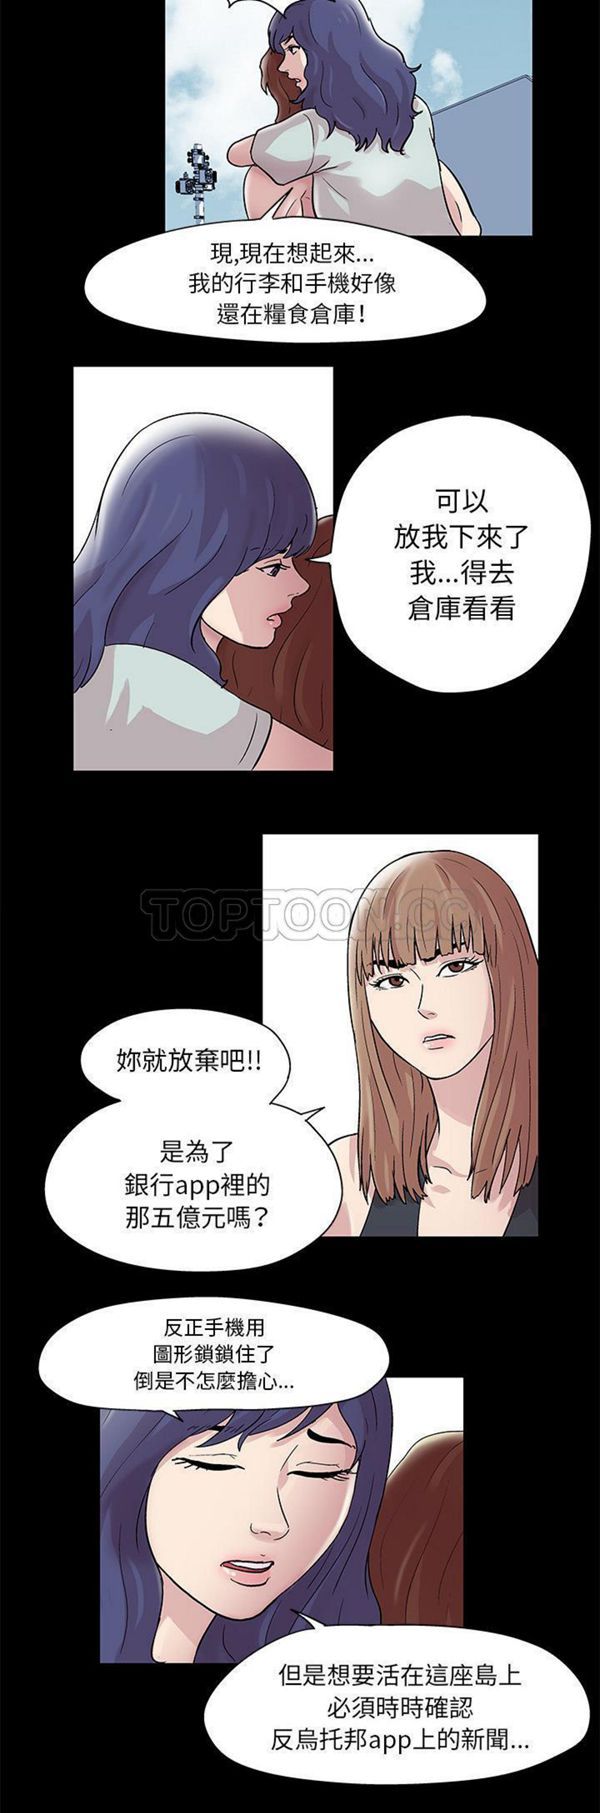 現,現在想起來...
我的行李和手機好像
還在糧食倉庫!
可以
放我下來了
我...得去
倉庫看看
TOPTOON.CC
妳就放棄吧!!
是為了
銀行app裡的
那五億元嗎?
反正手機用
圖形鎖鎖住了
倒是不怎麼擔心...
但是想要活在這座島上
必須時時確認
反烏托邦app上的新聞...